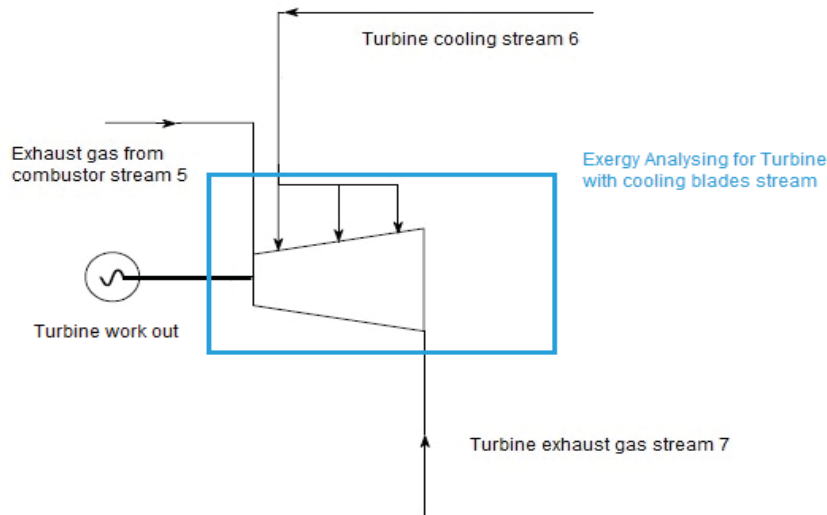 Turbine cooling stream 6
Exhaust gas from
combustor stream 5
Exergy Analysing for Turbine
with cooling blades stream
Turbine work out
Turbine exhaust gas stream 7